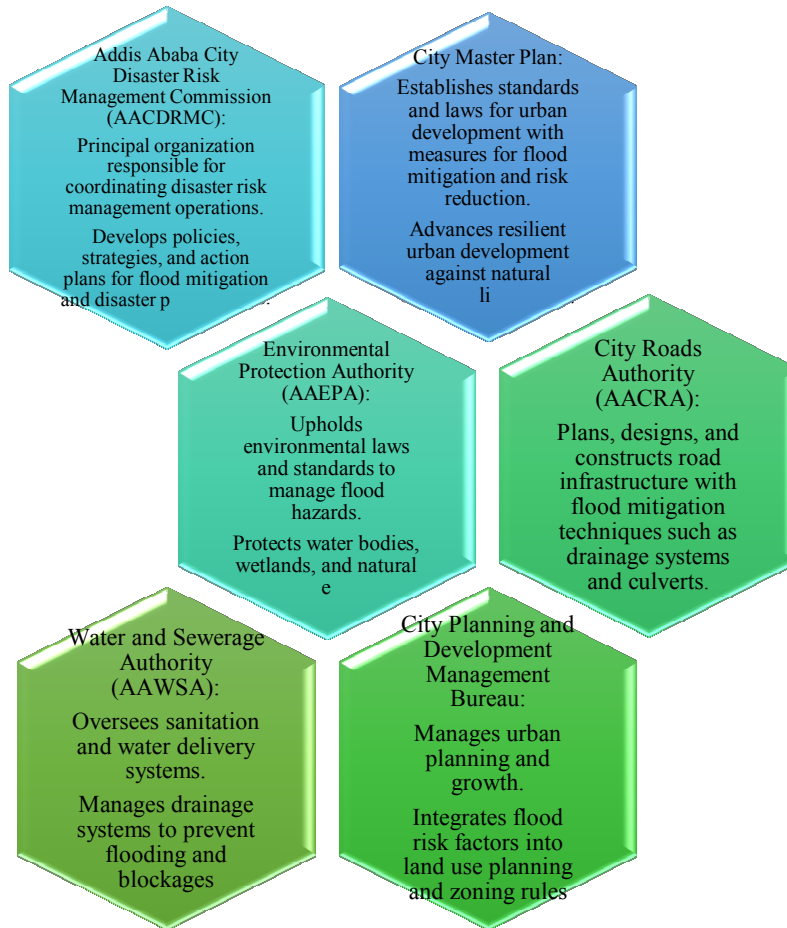 Addis Ababa City
Disaster Risk
Management Commission
(AACDRMC):
Principal organization
responsible for
coordinating disaster risk
management operations.
Develops policies,
strategies, and action
plans for flood mitigation
and disaster p
City Master Plan:
Establishes standards
and laws for urban
development with
measures for flood
mitigation and risk
reduction.
Advances resilient
urban development
against natural
li
Environmental
Protection Authority
(AAEPA):
Upholds
environmental laws
and standards to
manage flood
hazards.
Protects water bodies,
wetlands, and natural
e
City Roads
Authority
(AACRA):
Plans, designs, and
constructs road
infrastructure with
flood mitigation
techniques such as
drainage systems
and culverts.
Water and Sewerage
Authority
(AAWSA):
Oversees sanitation
and water delivery
systems.
Manages drainage
systems to prevent
flooding and
blockages
City Planning and
Development
Management
Bureau:
Manages urban
planning and
growth.
Integrates flood
risk factors into
land use planning
and zoning rules